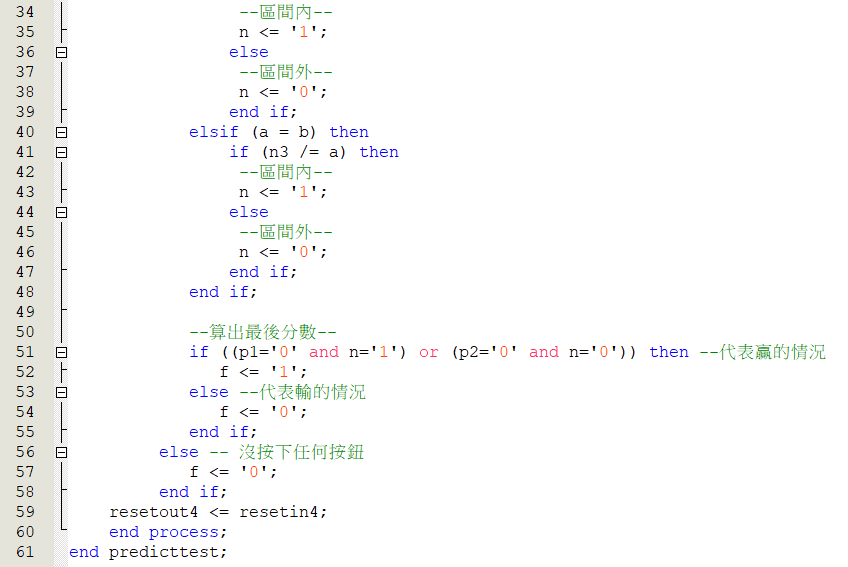 34 --區間內--
35 n <= '1';
36 else
37 --區間外--
38 n <= '0';
39 end if;
40 elsif (a = b) then
41 if (n3 /= a) then
42 --區間內--
43 n <= '1';
44 else
45 --區間外--
46 n <= '0';
47 end if;
48 end if;
49
50 --算出最後分數--
51 if ((p1='0' and n='1') or (p2='0' and n='0')) then --代表贏的情況
52 f <= '1';
53 else --代表輸的情況
54 f <= '0';
55 end if;
56 else -- 沒按下任何按鈕
57 f <= '0';
58 end if;
59 resetout4 <= resetin4;
60 end process;
61 end predicttest;